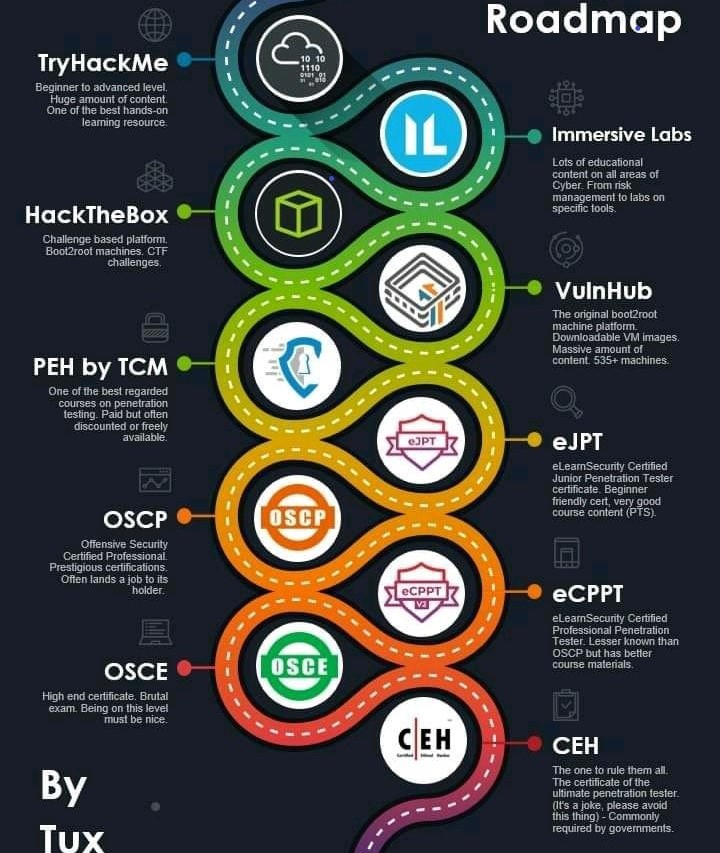 Roadmap
TryHackMe
Beginner to advanced level.
Huge amount of content.
One of the best hands-on
learning resource.
10 10
1110
0101 01
01 010
IL
Immersive Labs
Lots of educational
content on all areas of
Cyber. From risk
management to labs on
specific tools.
HackTheBox
Challenge based platform.
Boot2root machines. CTF
challenges.
VulnHub
The original boot2root
machine platform.
Downloadable VM images.
Massive amount of
content. 535+ machines.
PEH by TCM
One of the best regarded
courses on penetration
testing. Paid but often
discounted or freely
available.
eJPT
eJPT
eLearnSecurity Certified
Junior Penetration Tester
certificate. Beginner
friendly cert, very good
course content (PTS).
OSCP
Offensive Security
Certified Professional.
Prestigious certifications.
Often lands a job to its
holder.
OSCP
eCPPT
V2
eCPPT
eLearnSecurity Certified
Professional Penetration
Tester. Lesser known than
OSCP but has better
course materials.
OSCE
High end certificate. Brutal
exam. Being on this level
must be nice.
OSCE
CEH
Certified Ethical Hacker
CEH
The one to rule them all.
The certificate of the
ultimate penetration tester.
(It's a joke, please avoid
this thing) - Commonly
required by governments.
By
Tux